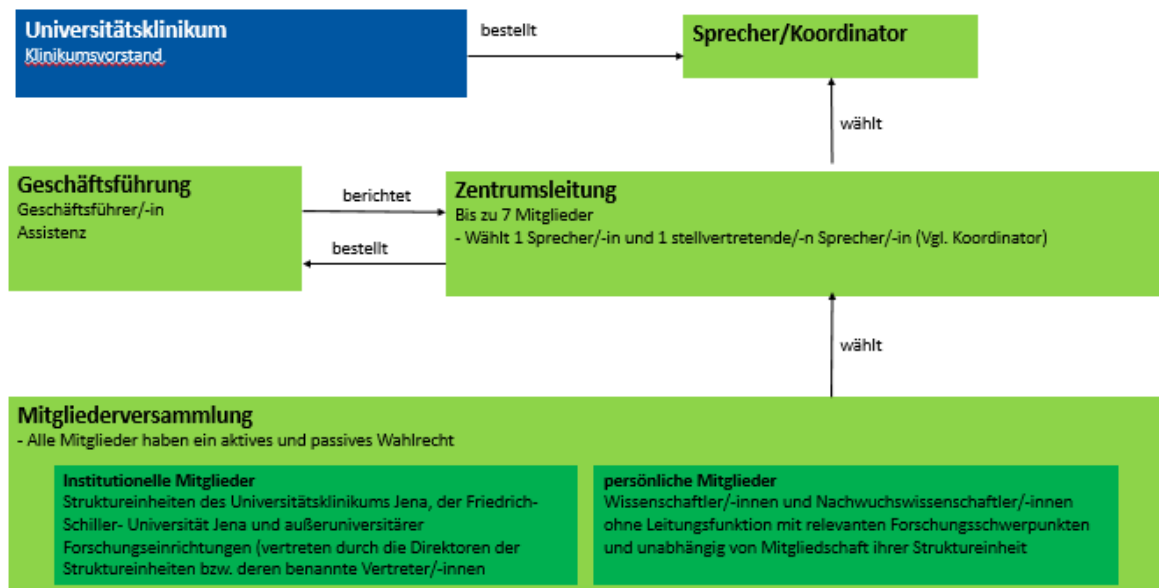 Universitätsklinikum
Klinikumsvorstand
bestellt
Sprecher/Koordinator
wählt
Geschäftsführung
Geschäftsführer/-in
Assistenz
berichtet
bestellt
Zentrumsleitung
Bis zu 7 Mitglieder
- Wählt 1 Sprecher/-in und 1 stellvertretende/-n Sprecher/-in (Vgl. Koordinator)
wählt
Mitgliederversammlung
- Alle Mitglieder haben ein aktives und passives Wahlrecht
Institutionelle Mitglieder
Struktureinheiten des Universitätsklinikums Jena, der Friedrich-
Schiller- Universität Jena und außeruniversitärer
Forschungseinrichtungen (vertreten durch die Direktoren der
Struktureinheiten bzw. deren benannte Vertreter/-innen
persönliche Mitglieder
Wissenschaftler/-innen und Nachwuchswissenschaftler/-innen
ohne Leitungsfunktion mit relevanten Forschungsschwerpunkten
und unabhängig von Mitgliedschaft ihrer Struktureinheit